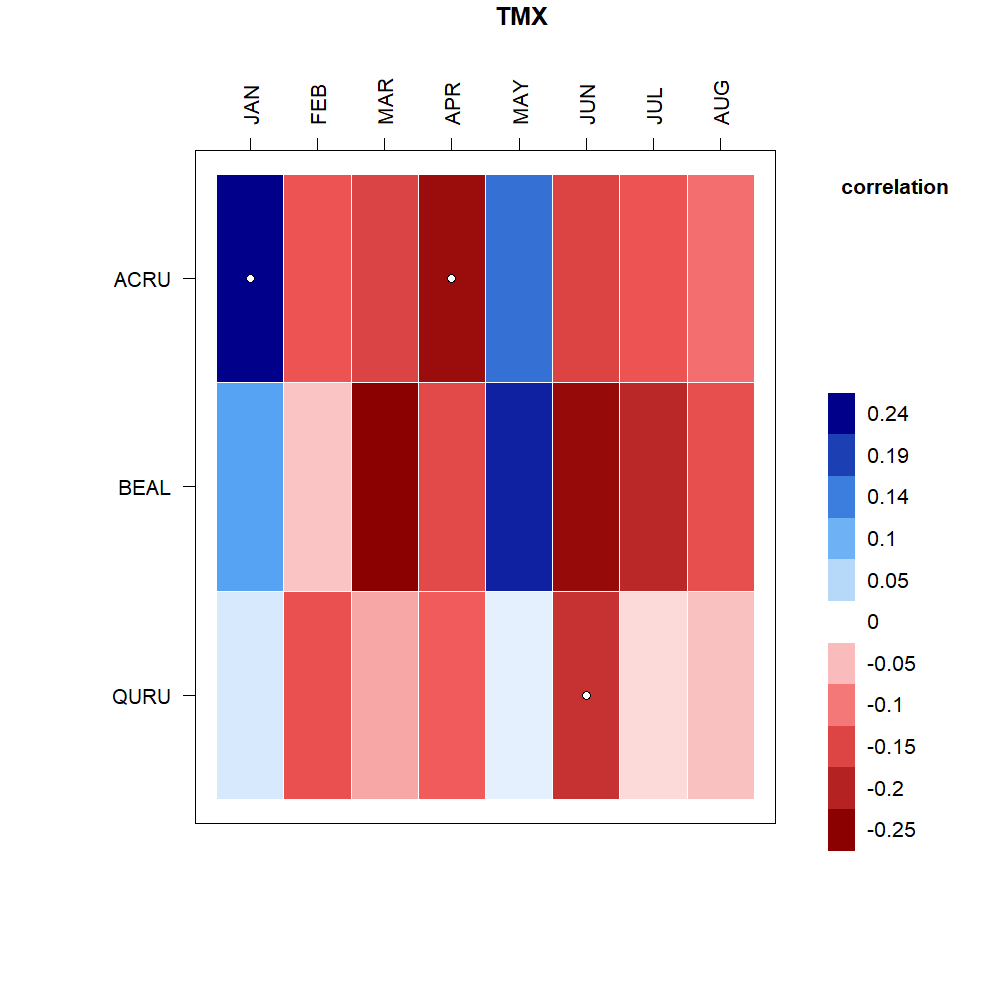 TMX
JAN
FEB
MAR
APR
MAY
JUN
JUL
AUG
correlation
ACRU
BEAL
QURU
0.24
0.19
0.14
0.1
0.05
0
-0.05
-0.1
-0.15
-0.2
-0.25